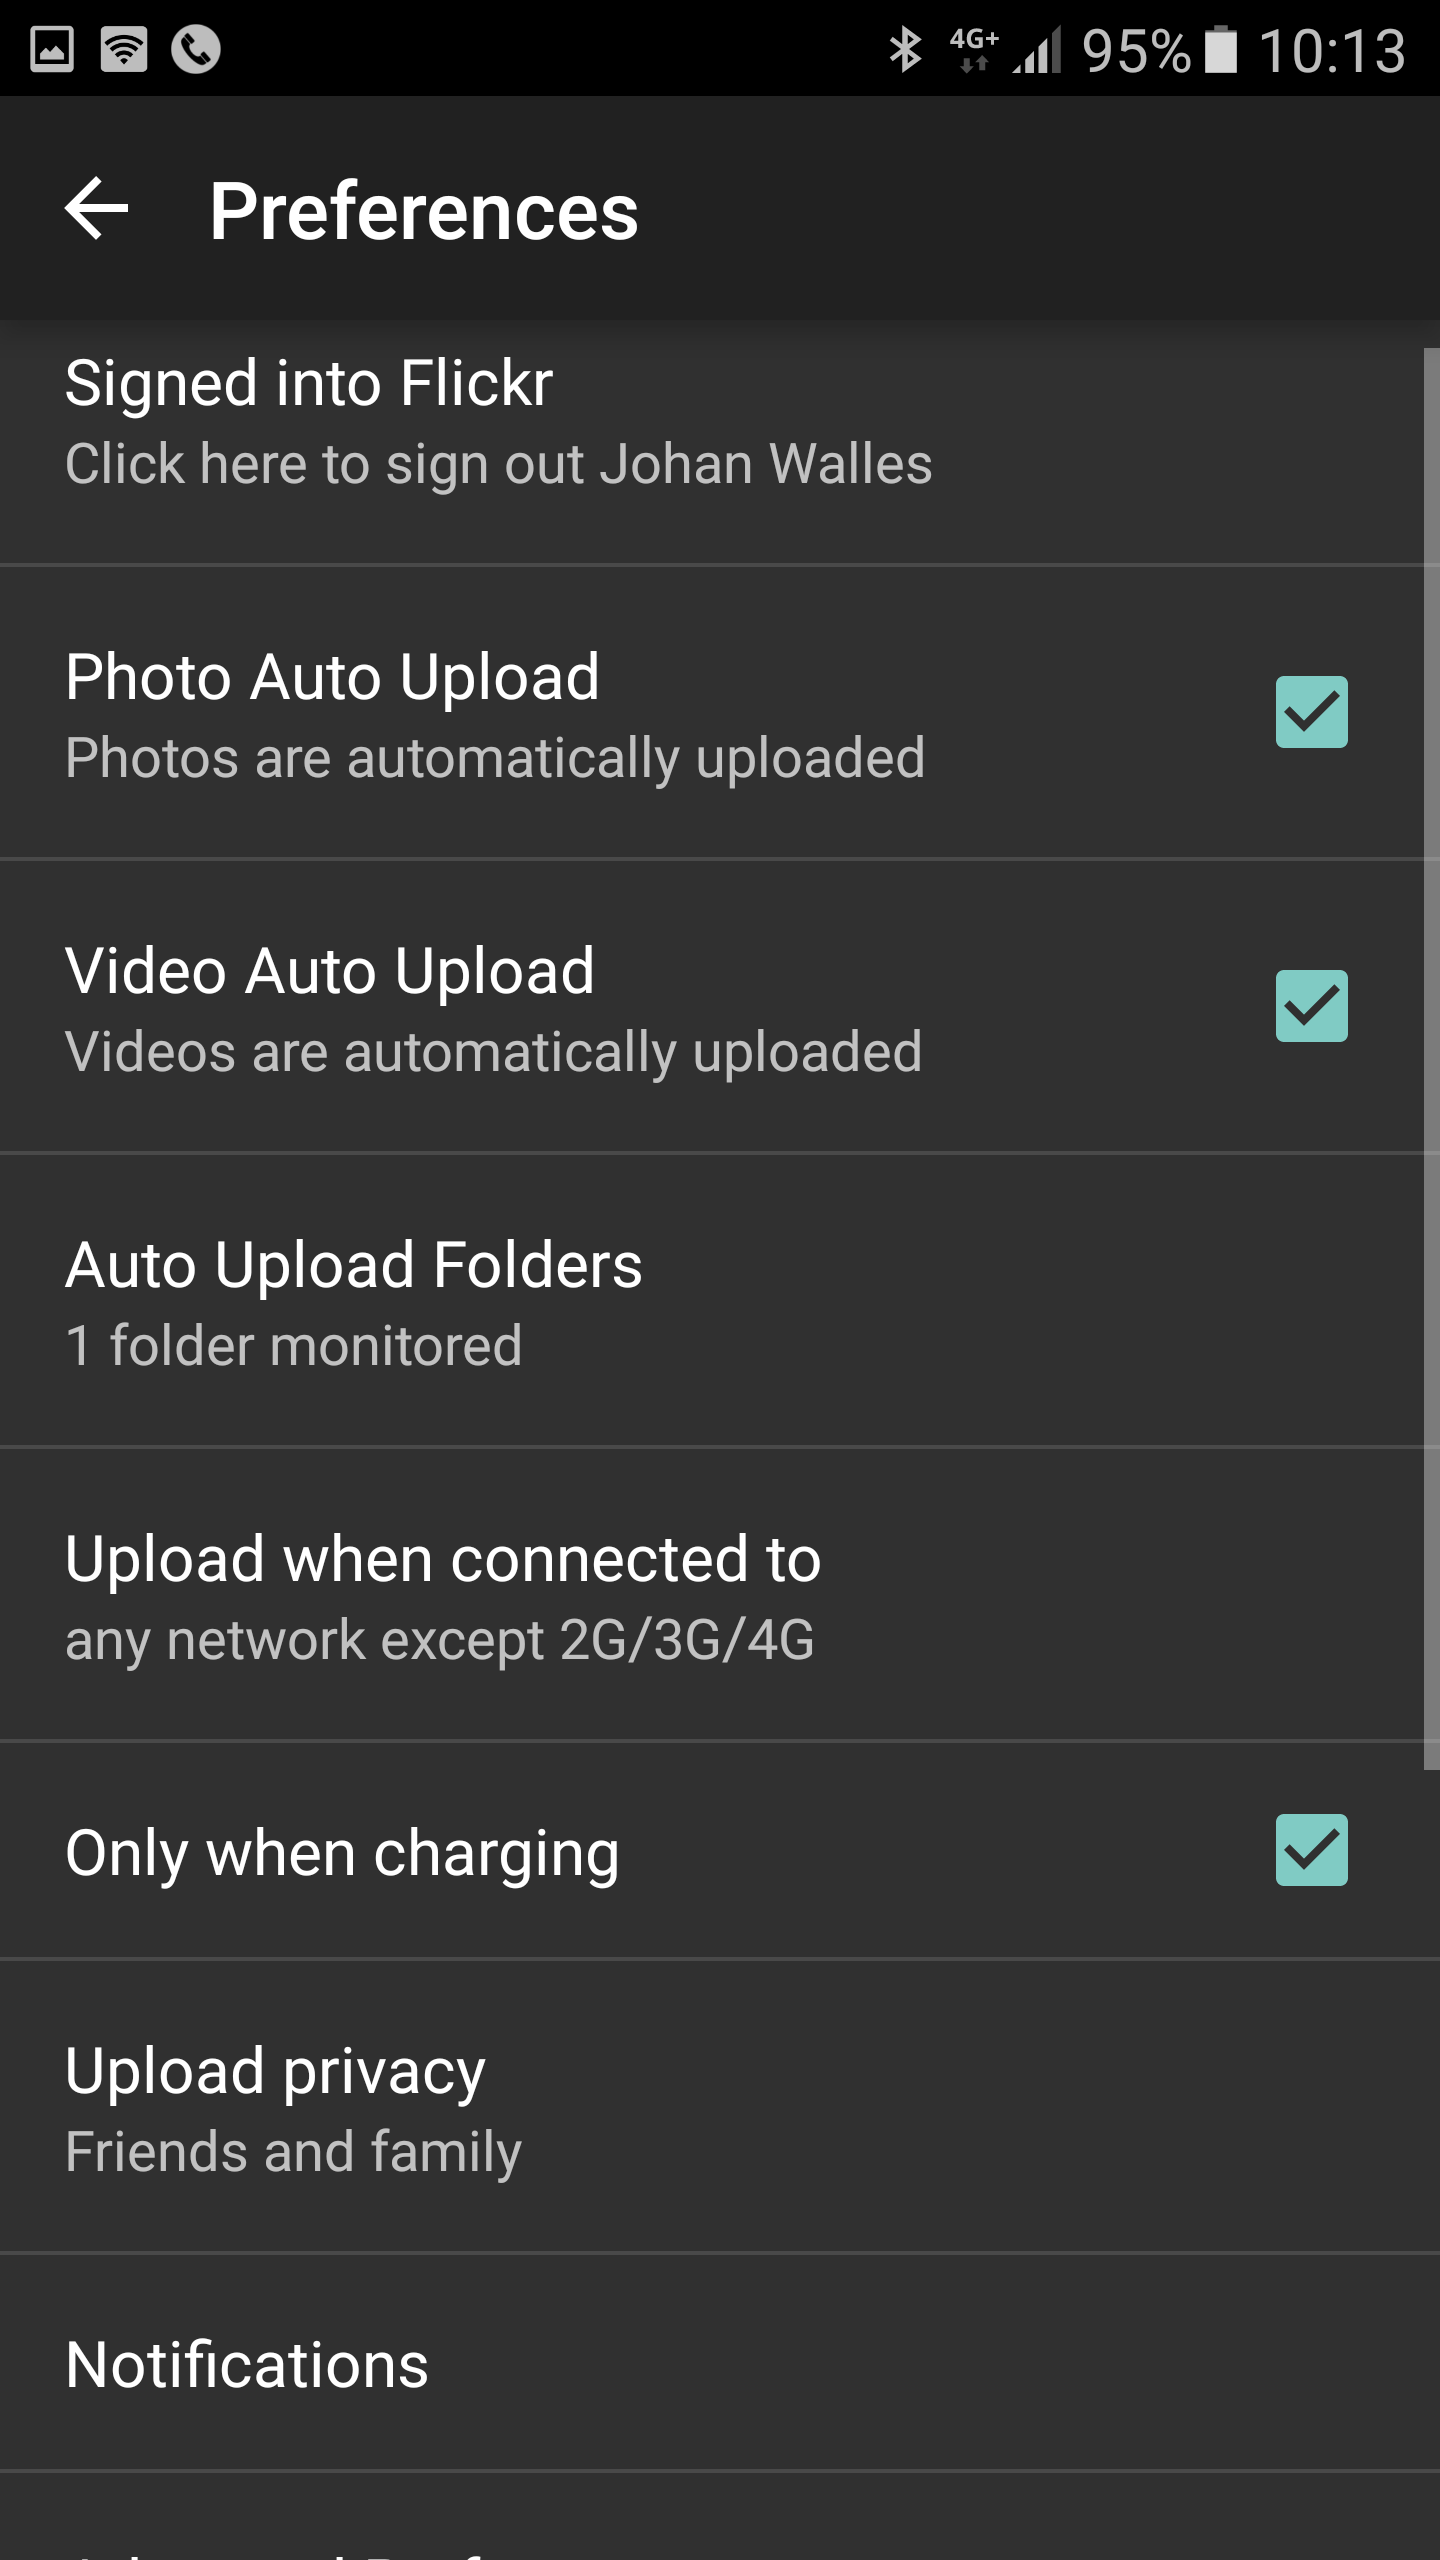 4G+ 95% 10:13
Preferences
Signed into Flickr
Click here to sign out Johan Walles
Photo Auto Upload
Photos are automatically uploaded
Video Auto Upload
Videos are automatically uploaded
Auto Upload Folders
1 folder monitored
Upload when connected to
any network except 2G/3G/4G
Only when charging
Upload privacy
Friends and family
Notifications